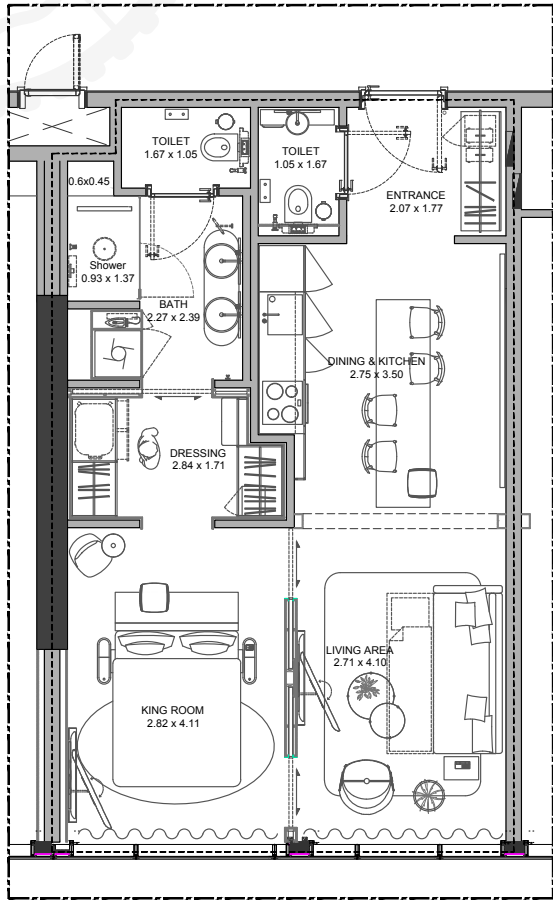 TOILET
1.67 x 1.05
TOILET
1.05 x 1.67
ENTRANCE
2.07 x 1.77
0.6x0.45
Shower
0.93 x 1.37
BATH
2.27 x 2.39
DINING & KITCHEN
2.75 x 3.50
DRESSING
2.84 x 1.71
LIVING AREA
2.71 x 4.10
KING ROOM
2.82 x 4.11